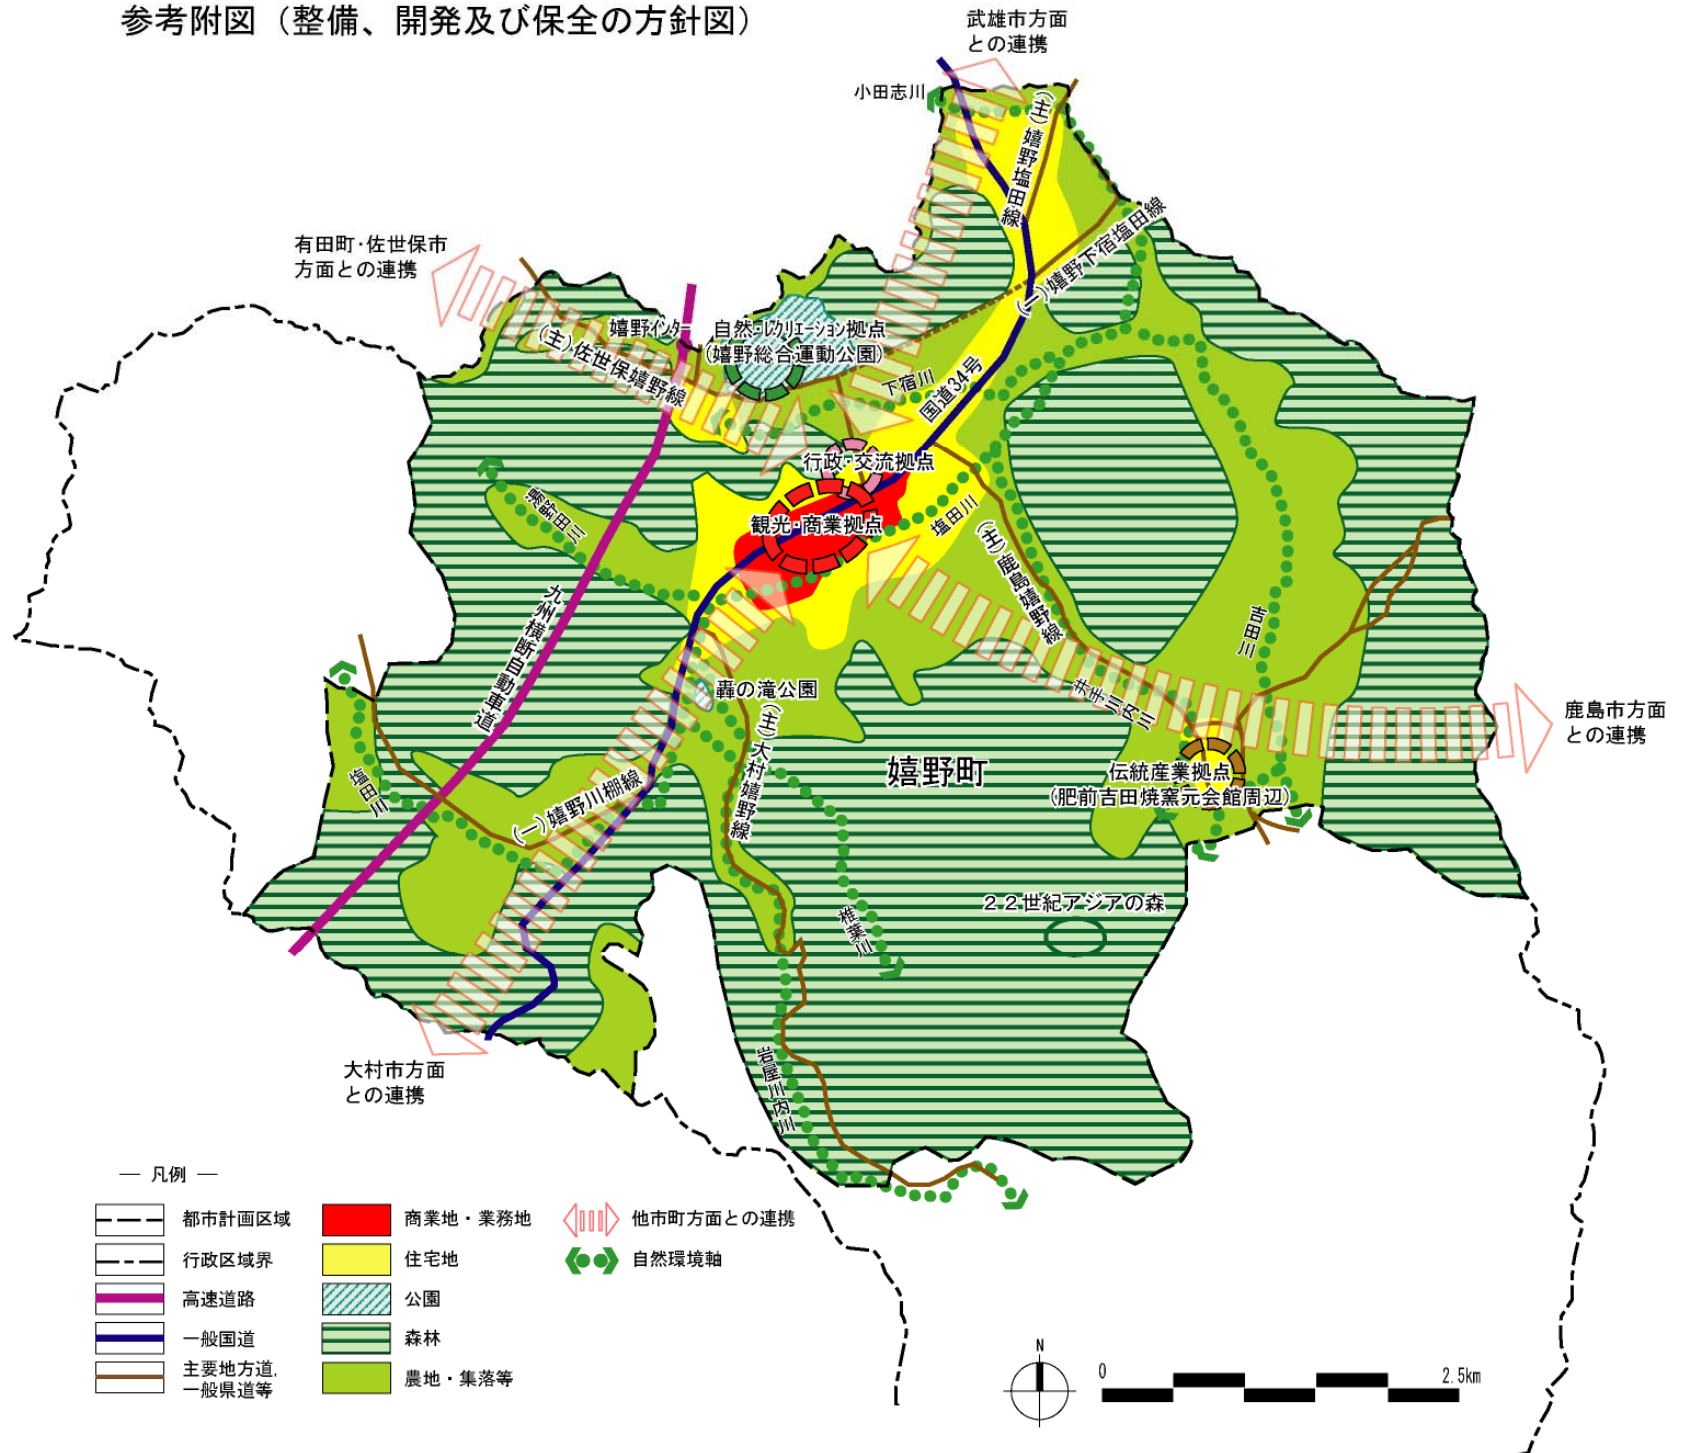 参考附図（整備、開発及び保全の方針図）
武雄市方面
との連携
小田志川
(主)嬉野塩田線
(一)嬉野下宿塩田線
有田町・佐世保市
方面との連携
嬉野インター
自然・レクリエーション拠点
(嬉野総合運動公園)
(主)佐世保嬉野線
下宿川
国道34号
行政・交流拠点
観光・商業拠点
湯野田川
塩田川
(主)鹿島嬉野線
九州横断自動車道
吉田川
轟の滝公園
井手川内川
鹿島市方面
との連携
(主)大村嬉野線
嬉野町
伝統産業拠点
(肥前吉田焼窯元会館周辺)
塩田川
(一)嬉野川棚線
２２世紀アジアの森
椎葉川
大村市方面
との連携
岩屋川内川
― 凡例 ―
都市計画区域
行政区域界
高速道路
一般国道
主要地方道,
一般県道等
商業地・業務地
住宅地
公園
森林
農地・集落等
他市町方面との連携
自然環境軸
N
0
2.5km